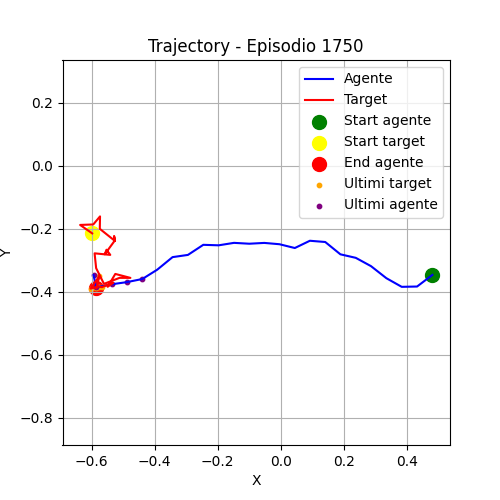 Trajectory - Episodio 1750
Agente
Target
Start agente
Start target
End agente
Ultimi target
Ultimi agente
Y
0.2
0.0
−0.2
−0.4
−0.6
−0.8
−0.6
−0.4
−0.2
0.0
0.2
0.4
X